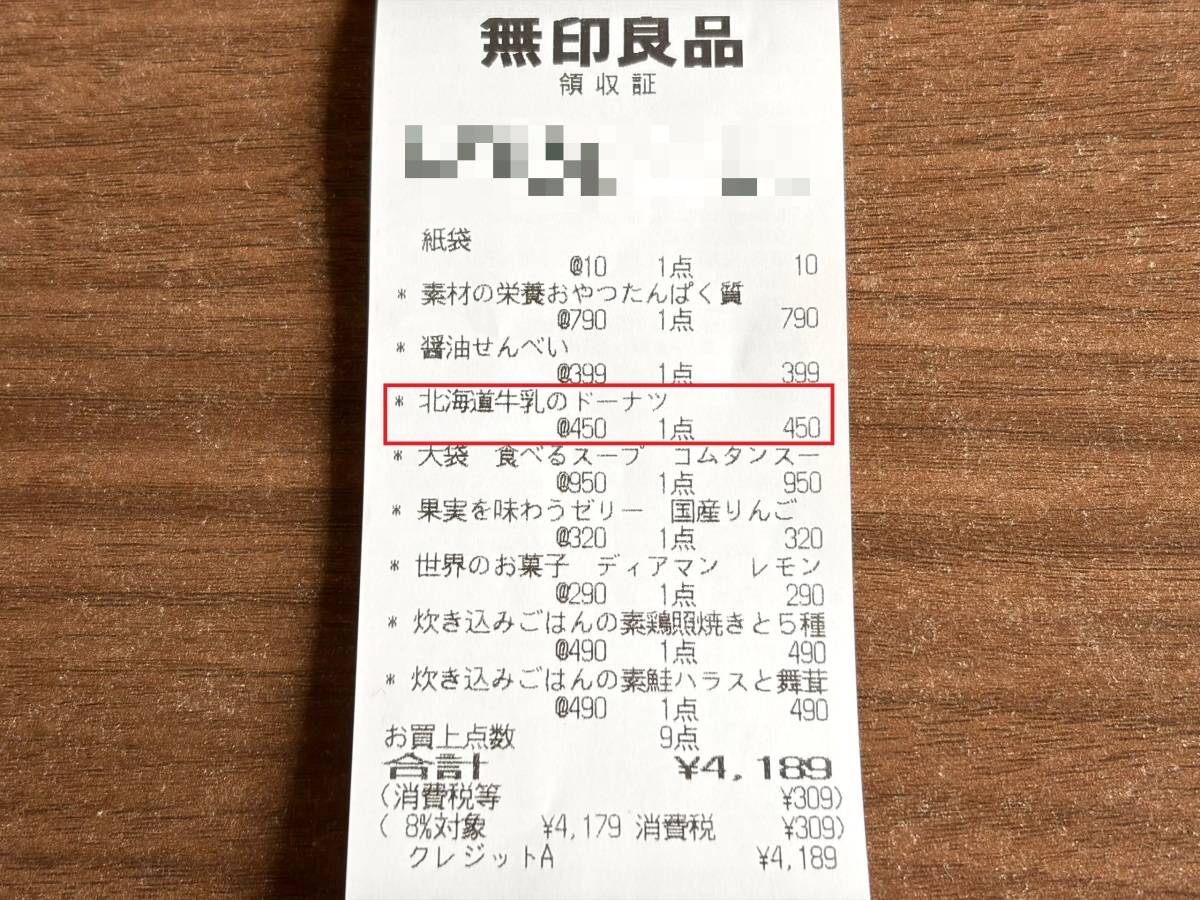 無印良品
領収証
紙袋
@10 1点 10
* 素材の栄養おやつたんぱく質
@790 1点 790
* 醤油せんべい
@399 1点 399
* 北海道牛乳のドーナツ
@450 1点 450
* 大袋 食べるスープ コムタンスー
@950 1点 950
* 果実を味わうゼリー 国産りんご
@320 1点 320
* 世界のお菓子 ディアマン レモン
@290 1点 290
* 炊き込みごはんの素鶏照焼きと5種
@490 1点 490
* 炊き込みごはんの素鮭ハラスと舞茸
@490 1点 490
お買上点数 9点
合計 ¥4,189
(消費税等 ¥309)
( 8%対象 ¥4,179 消費税 ¥309)
クレジットA ¥4,189